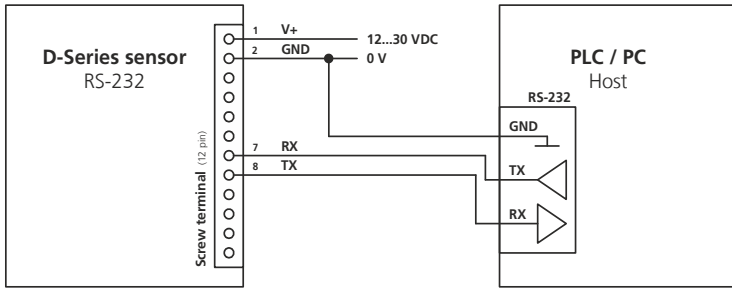 D-Series sensor
RS-232
1 V+ 12...30 VDC
2 GND 0 V
PLC / PC
Host
RS-232
GND
7 RX
TX
8 TX
RX
Screw terminal (12 pin)